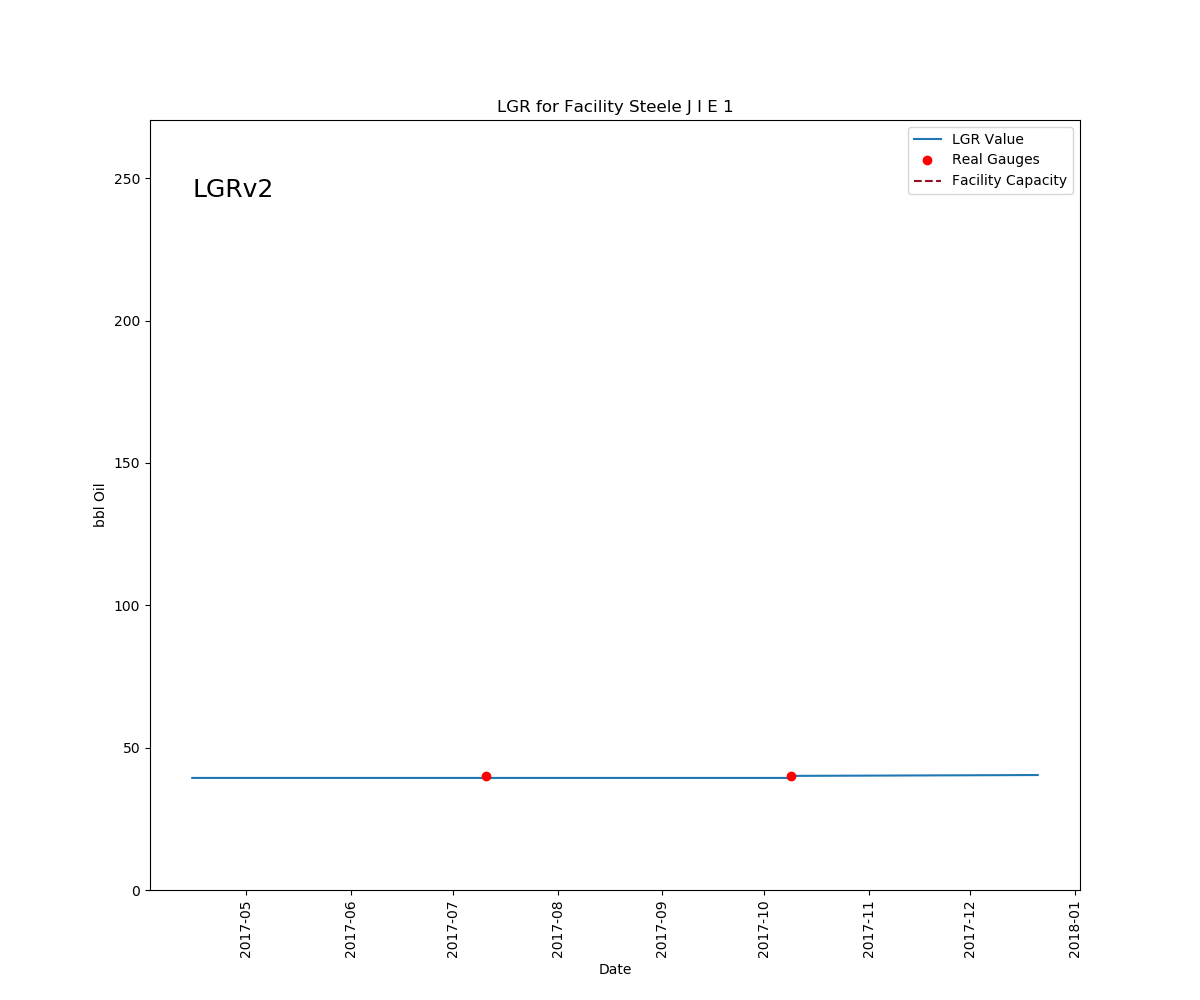 LGR for Facility Steele J I E 1
LGRv2
LGR Value
Real Gauges
Facility Capacity
250
200
150
100
50
0
bbl Oil
2017-05
2017-06
2017-07
2017-08
2017-09
2017-10
2017-11
2017-12
2018-01
Date